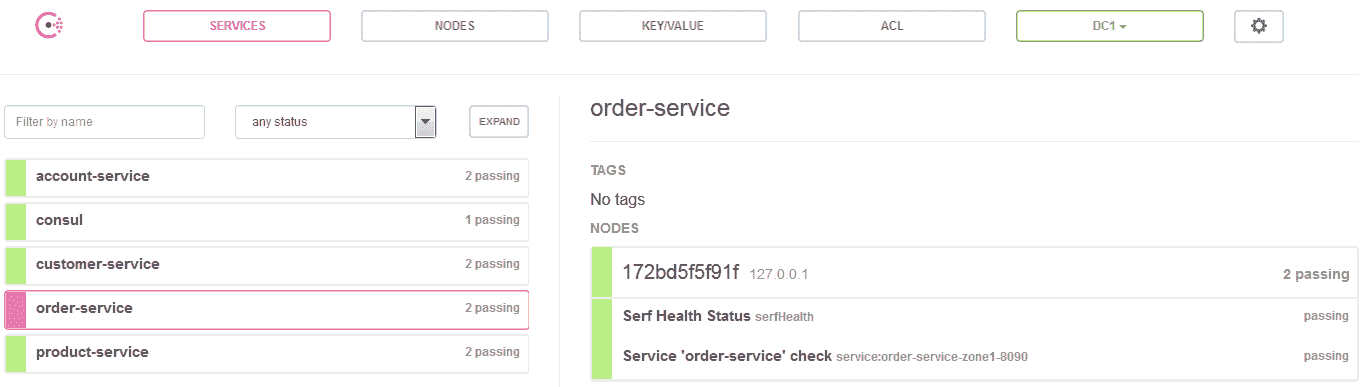 SERVICES NODES KEY/VALUE ACL DC1
Filter by name any status EXPAND
account-service 2 passing
consul 1 passing
customer-service 2 passing
order-service 2 passing
product-service 2 passing
order-service
TAGS
No tags
NODES
172bd5f5f91f 127.0.0.1 2 passing
Serf Health Status serfHealth passing
Service 'order-service' check service:order-service-zone1-8090 passing